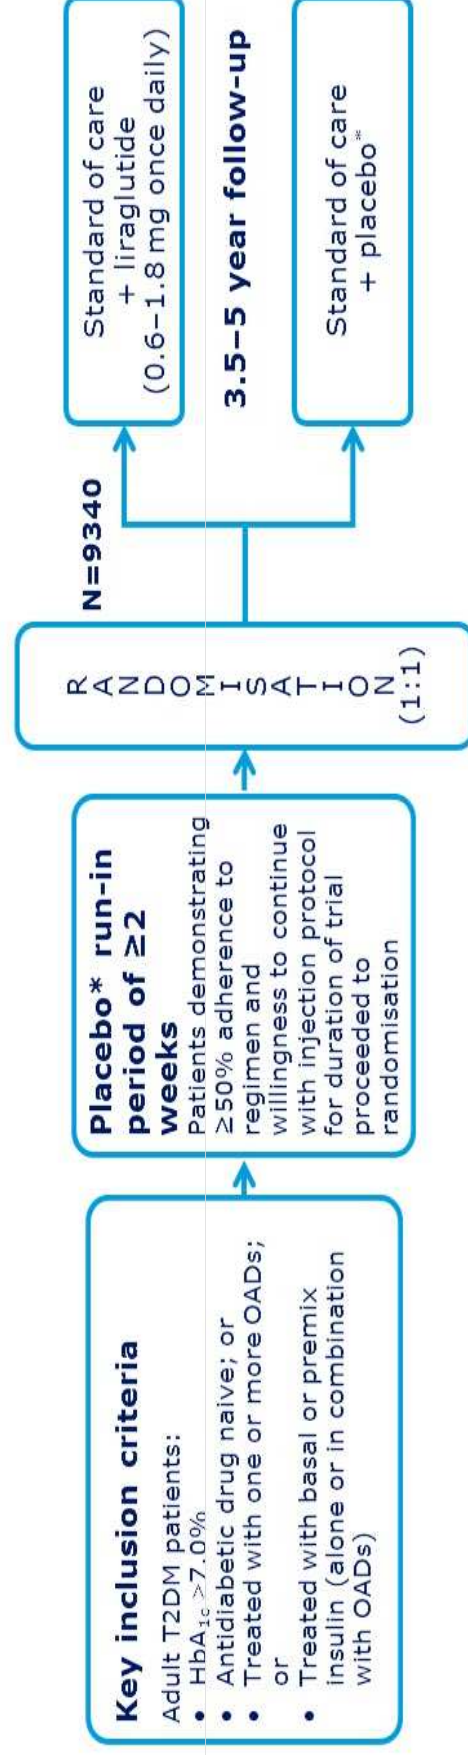 Key inclusion criteria
Adult T2DM patients:
• HbA1c >7.0%
• Antidiabetic drug naive; or
• Treated with one or more OADs;
or
• Treated with basal or premix
insulin (alone or in combination
with OADs)
Placebo* run-in
period of ≥2
weeks
Patients demonstrating
≥50% adherence to
regimen and
willingness to continue
with injection protocol
for duration of trial
proceeded to
randomisation
R
A
N
D
O
M
I
S
A
T
I
O
N
(1:1)
N=9340
Standard of care
+ liraglutide
(0.6–1.8 mg once daily)
3.5–5 year follow-up
Standard of care
+ placebo*